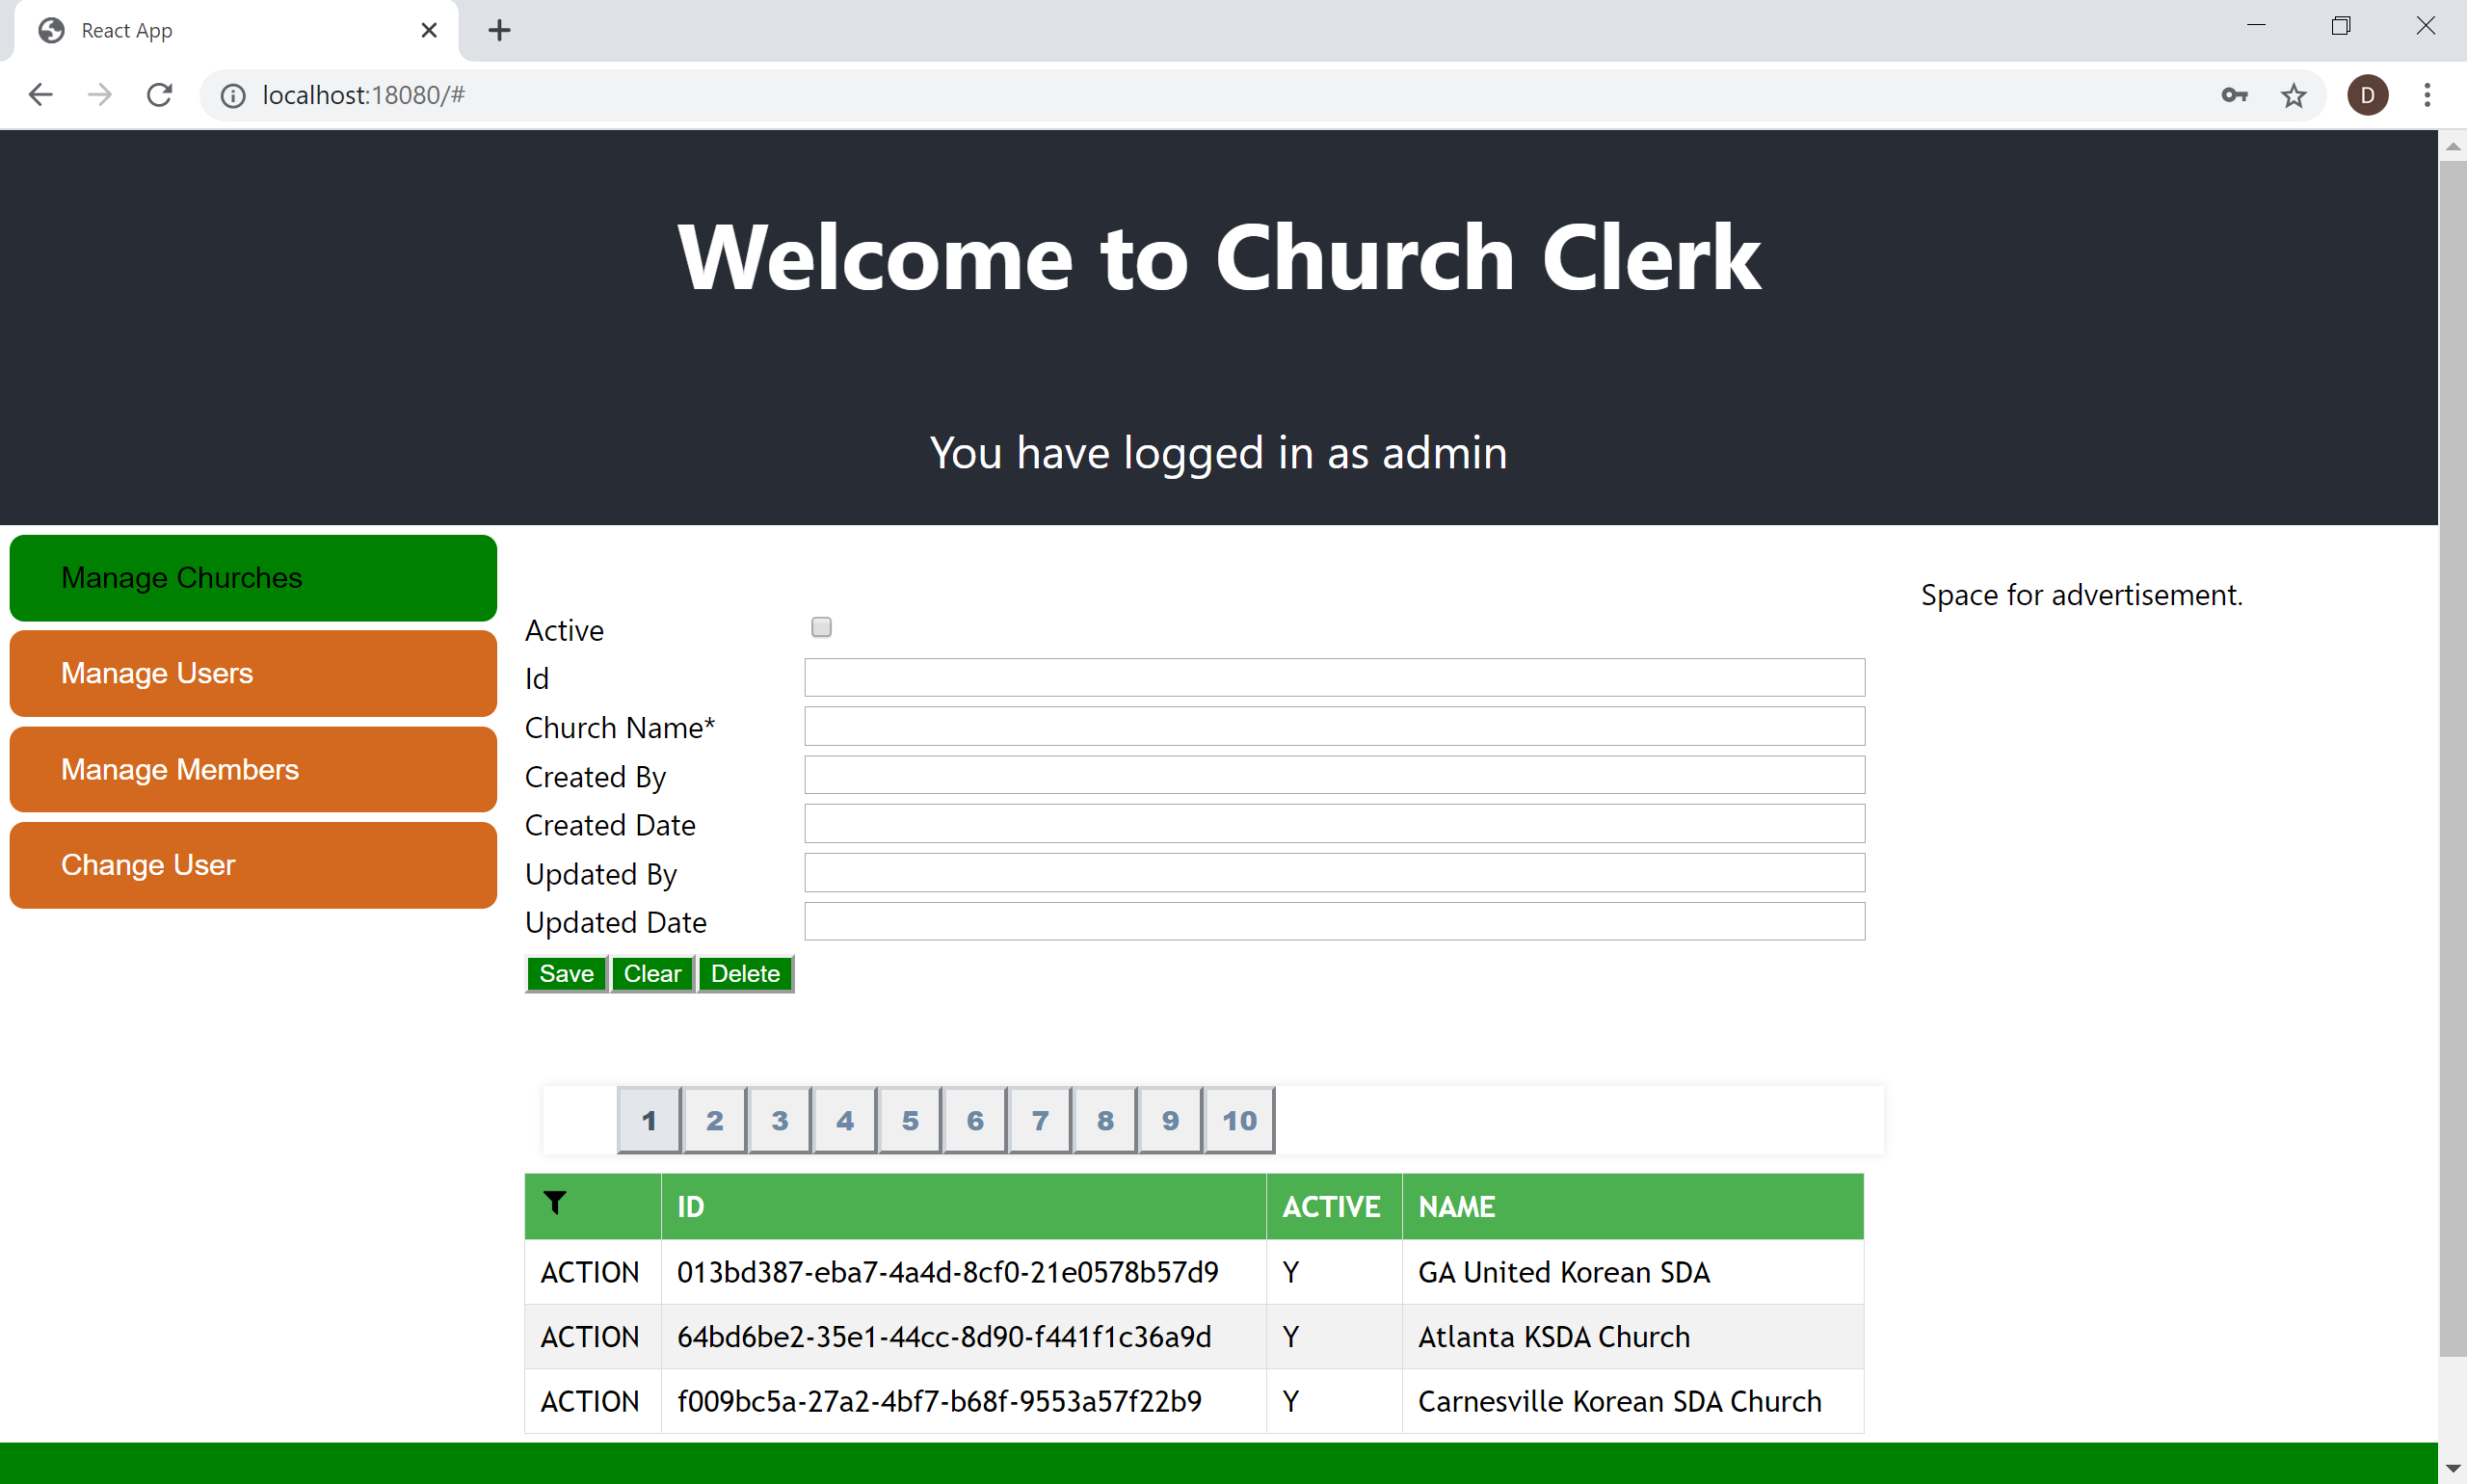 React App
localhost:18080/#
D
Welcome to Church Clerk
You have logged in as admin
Manage Churches
Manage Users
Manage Members
Change User
Active
Id
Church Name*
Created By
Created Date
Updated By
Updated Date
Save Clear Delete
Space for advertisement.
1 2 3 4 5 6 7 8 9 10
ID ACTIVE NAME
ACTION 013bd387-eba7-4a4d-8cf0-21e0578b57d9 Y GA United Korean SDA
ACTION 64bd6be2-35e1-44cc-8d90-f441f1c36a9d Y Atlanta KSDA Church
ACTION f009bc5a-27a2-4bf7-b68f-9553a57f22b9 Y Carnesville Korean SDA Church